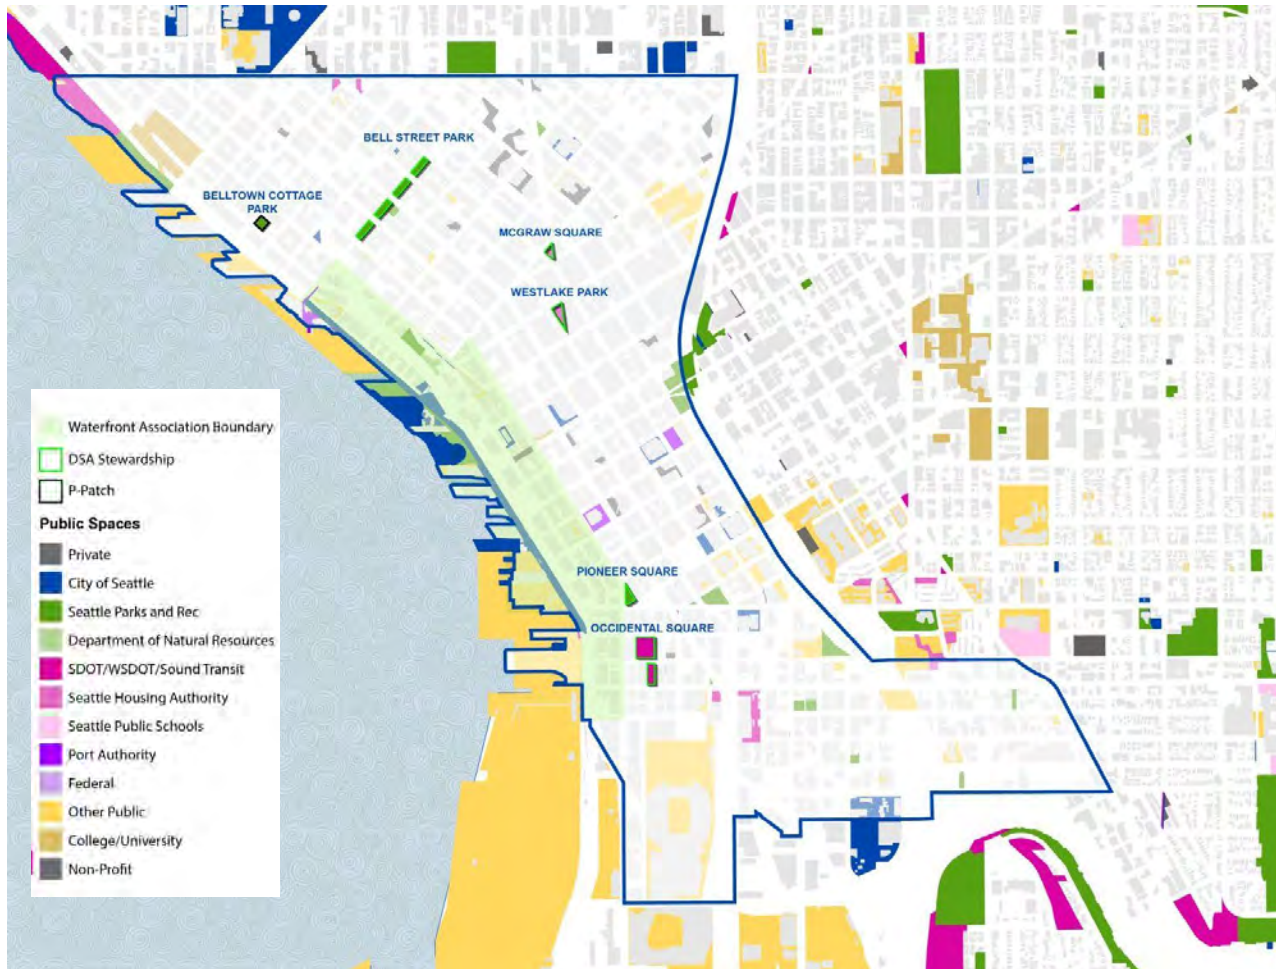 BELL STREET PARK
BELLTOWN COTTAGE
PARK
MCGRAW SQUARE
WESTLAKE PARK
PIONEER SQUARE
OCCIDENTAL SQUARE
Waterfront Association Boundary
DSA Stewardship
P-Patch
Public Spaces
Private
City of Seattle
Seattle Parks and Rec
Department of Natural Resources
SDOT/WSDOT/Sound Transit
Seattle Housing Authority
Seattle Public Schools
Port Authority
Federal
Other Public
College/University
Non-Profit